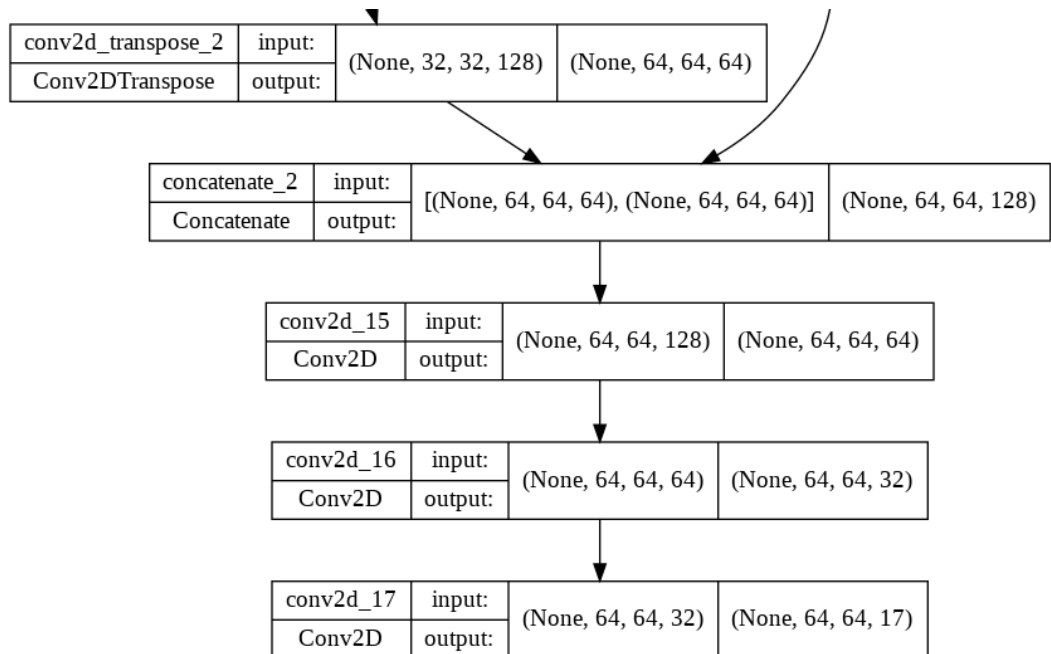 conv2d_transpose_2 input: (None, 32, 32, 128) (None, 64, 64, 64)
Conv2DTranspose output:
concatenate_2 input: [(None, 64, 64, 64), (None, 64, 64, 64)] (None, 64, 64, 128)
Concatenate output:
conv2d_15 input: (None, 64, 64, 128) (None, 64, 64, 64)
Conv2D output:
conv2d_16 input: (None, 64, 64, 64) (None, 64, 64, 32)
Conv2D output:
conv2d_17 input: (None, 64, 64, 32) (None, 64, 64, 17)
Conv2D output: